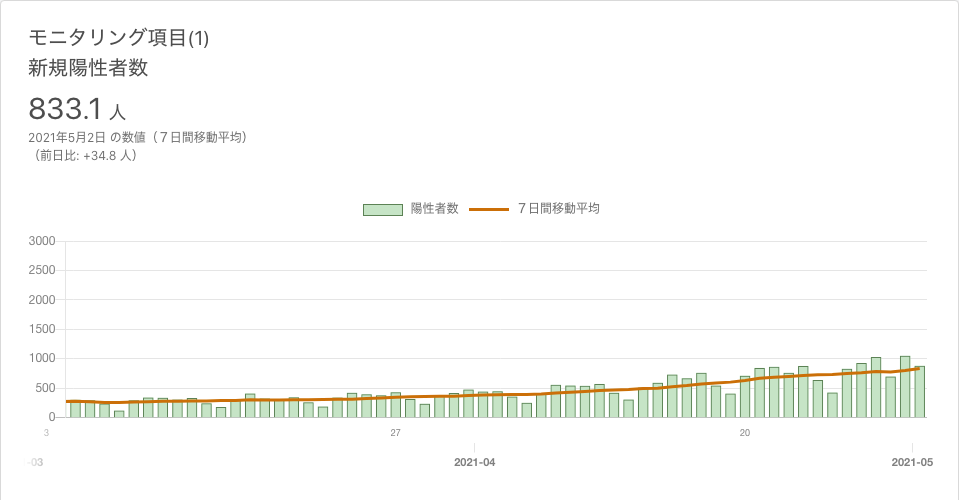 モニタリング項目(1)
新規陽性者数
833.1 人
2021年5月2日 の数値（７日間移動平均）
（前日比: +34.8 人）
陽性者数 ７日間移動平均
3000
2500
2000
1500
1000
500
0
3 27 20
-03 2021-04 2021-05